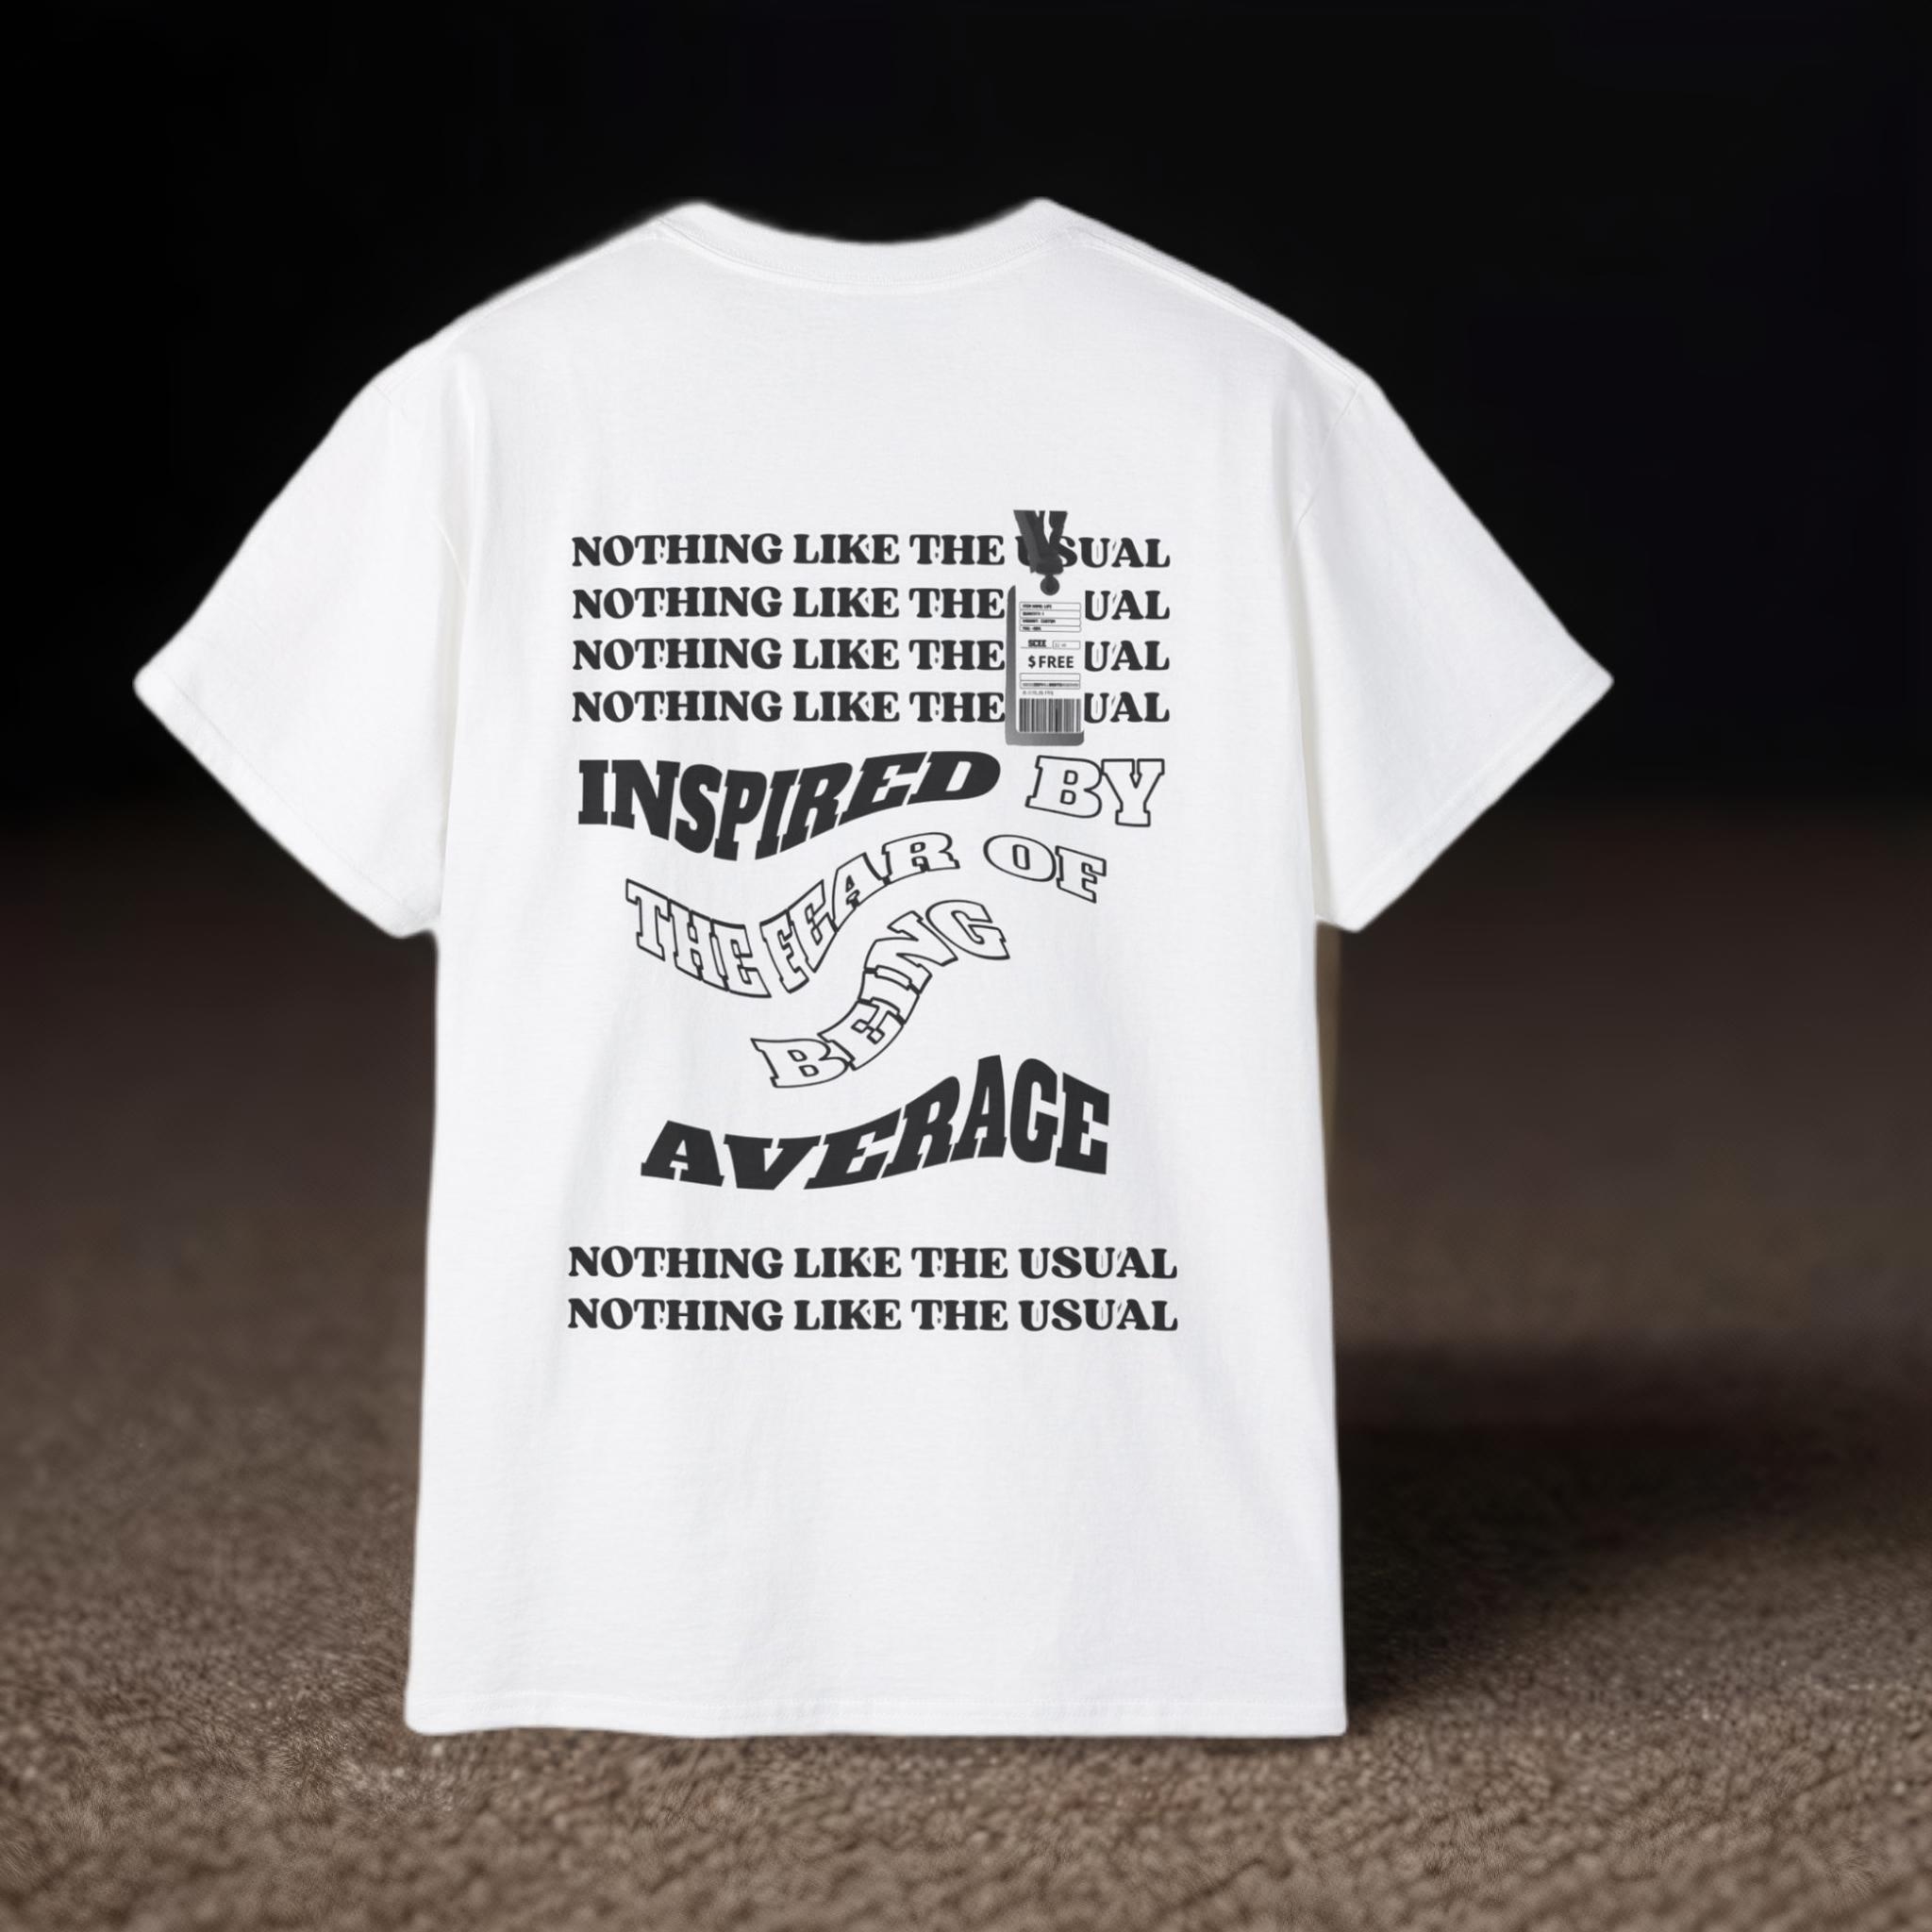 NOTHING LIKE THE USUAL
NOTHING LIKE THE UAL
NOTHING LIKE THE UAL
$FREE
NOTHING LIKE THE UAL
INSPIRED BY
THE FEAR OF
BEING
AVERAGE
NOTHING LIKE THE USUAL
NOTHING LIKE THE USUAL